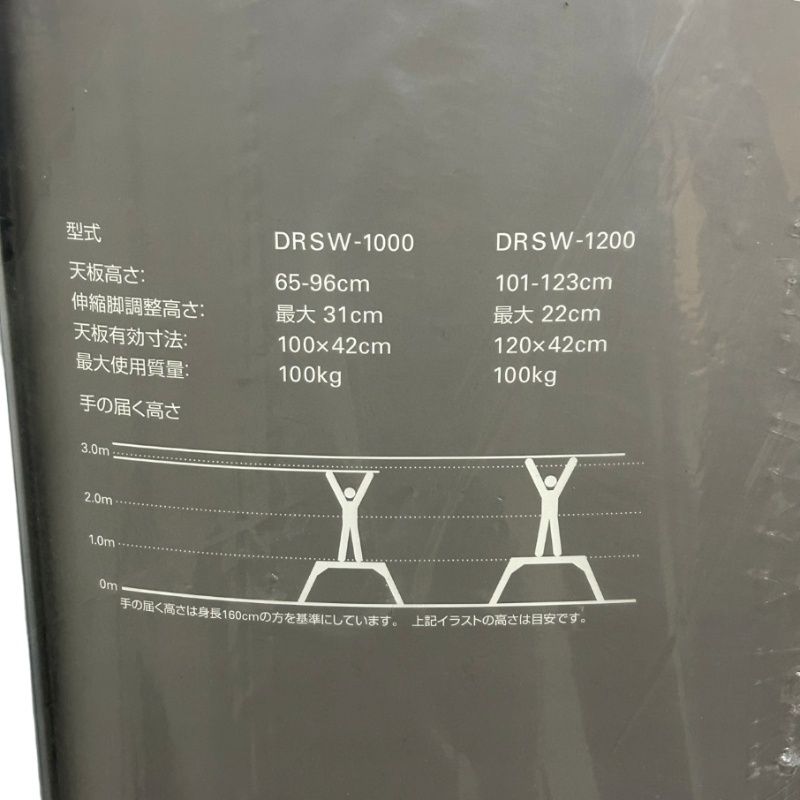 型式 DRSW-1000 DRSW-1200
天板高さ: 65-96cm 101-123cm
伸縮脚調整高さ: 最大 31cm 最大 22cm
天板有効寸法: 100×42cm 120×42cm
最大使用質量: 100kg 100kg
手の届く高さ
3.0m
2.0m
1.0m
0m
手の届く高さは身長160cmの方を基準にしています。 上記イラストの高さは目安です。